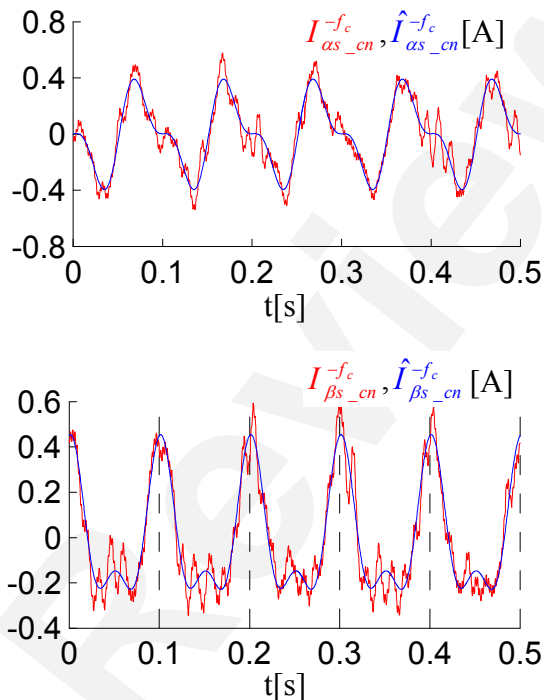 I_{αs_cn}^{-f_c}, Î_{αs_cn}^{-f_c} [A]
0.8
0.4
0
-0.4
-0.8
0 0.1 0.2 0.3 0.4 0.5
t[s]
I_{βs_cn}^{-f_c}, Î_{βs_cn}^{-f_c} [A]
0.6
0.4
0.2
0
-0.2
-0.4
0 0.1 0.2 0.3 0.4 0.5
t[s]
Review